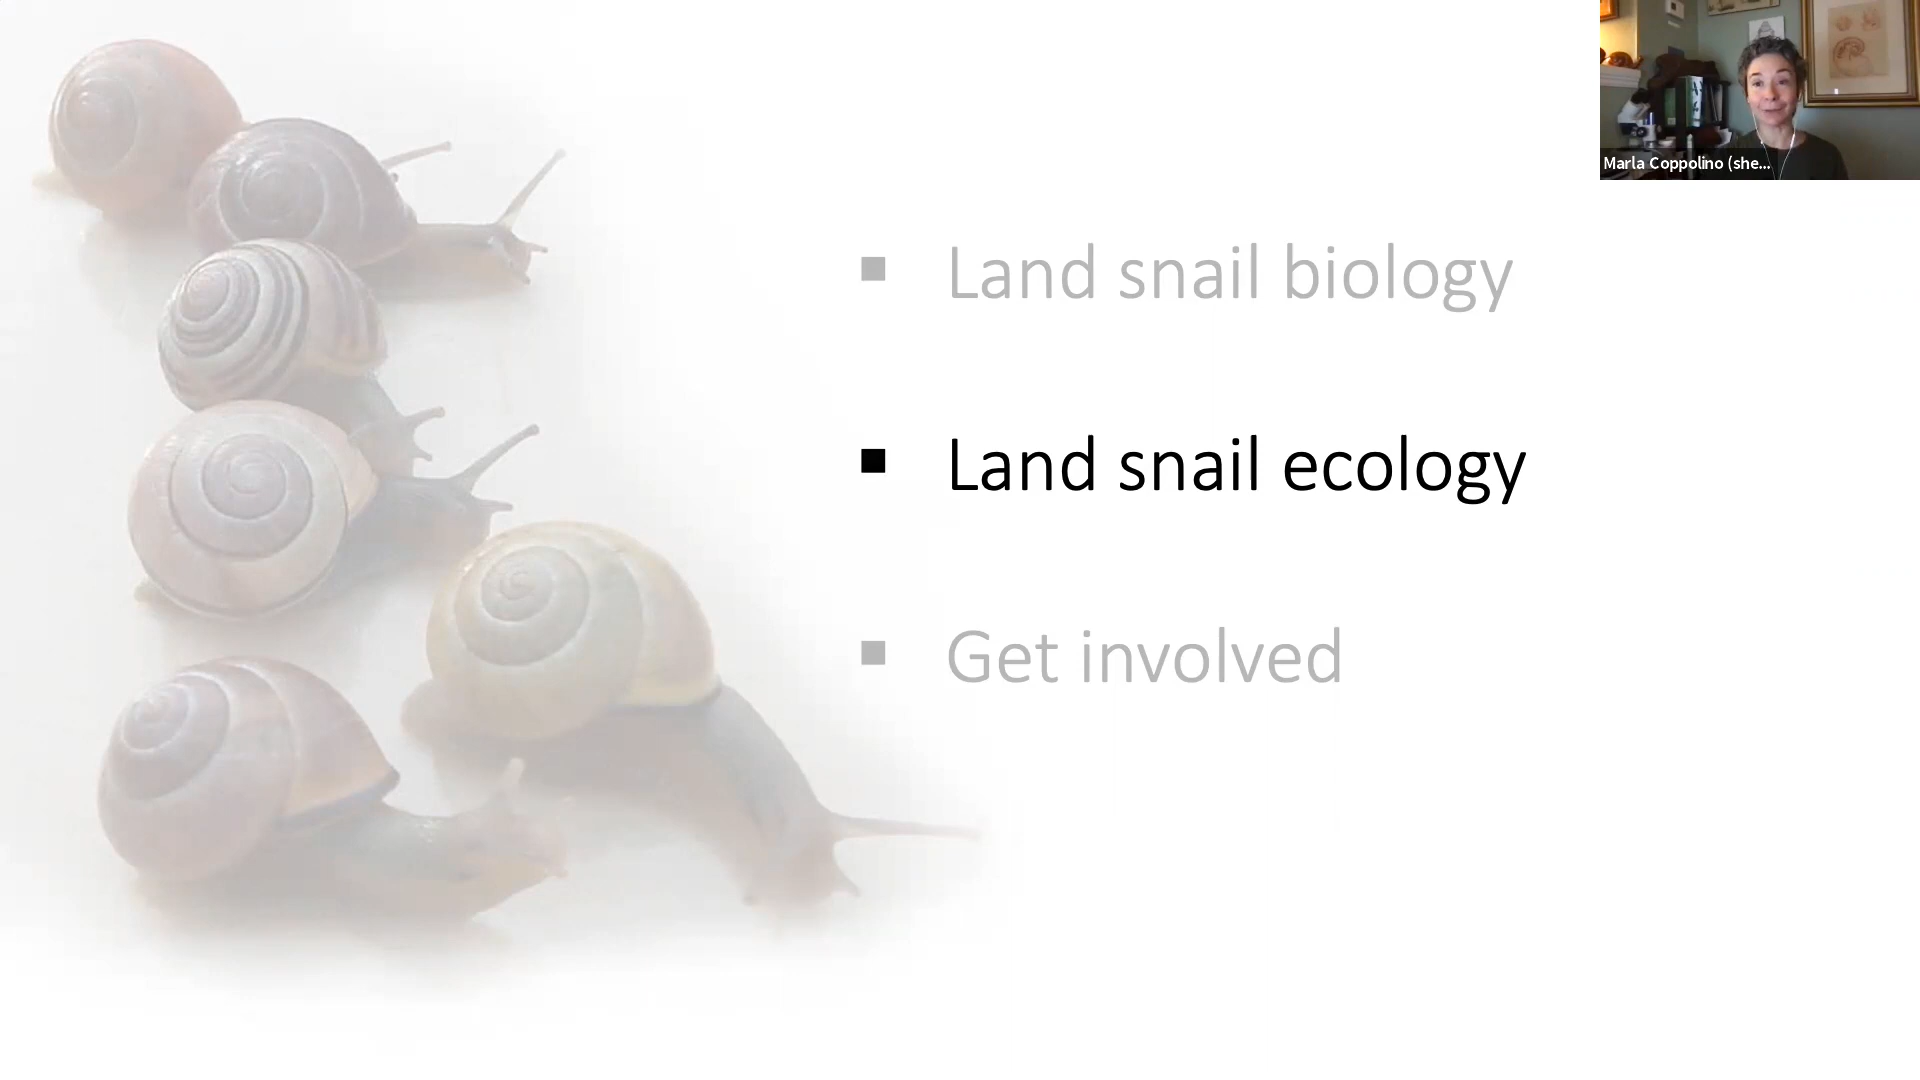 Marla Coppolino (she...
▪ Land snail biology
▪ Land snail ecology
▪ Get involved